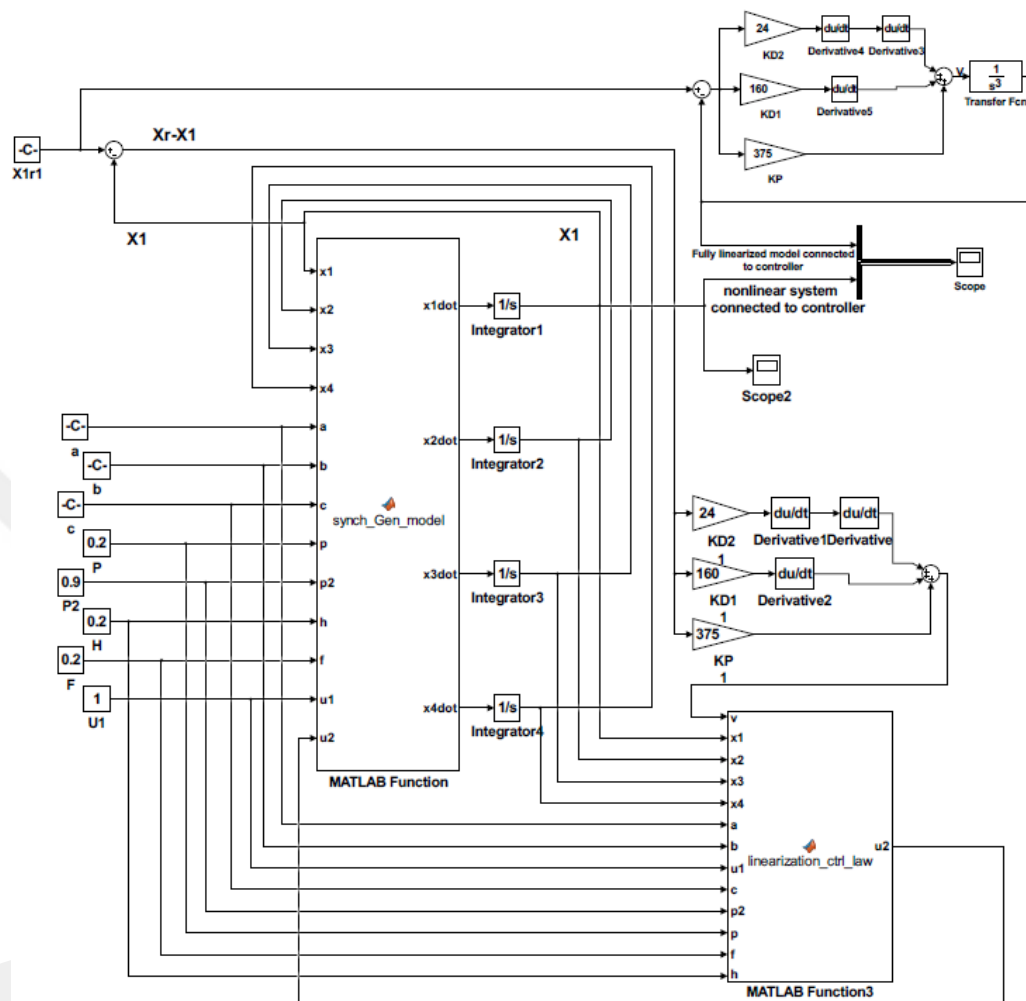 24
du/dt
du/dt
KD2
Derivative4
Derivative3
V
1
s3
Transfer Fcn
160
du/dt
KD1
Derivative5
375
KP
-C-
X1r1
Xr-X1
X1
X1
Fully linearized model connected
to controller
nonlinear system
connected to controller
Scope
Scope2
x1
x2
x3
x4
a
b
c
p
p2
h
f
u1
u2
synch_Gen_model
x1dot
x2dot
x3dot
x4dot
MATLAB Function
1/s
Integrator1
1/s
Integrator2
1/s
Integrator3
1/s
Integrator4
-C-
a
-C-
b
-C-
c
0.2
P
0.9
P2
0.2
H
0.2
F
1
U1
24
du/dt
du/dt
KD2
1
Derivative1
Derivative
160
du/dt
KD1
1
Derivative2
375
KP
1
v
x1
x2
x3
x4
a
b
u1
c
p2
p
f
h
linearization_ctrl_law
u2
MATLAB Function3